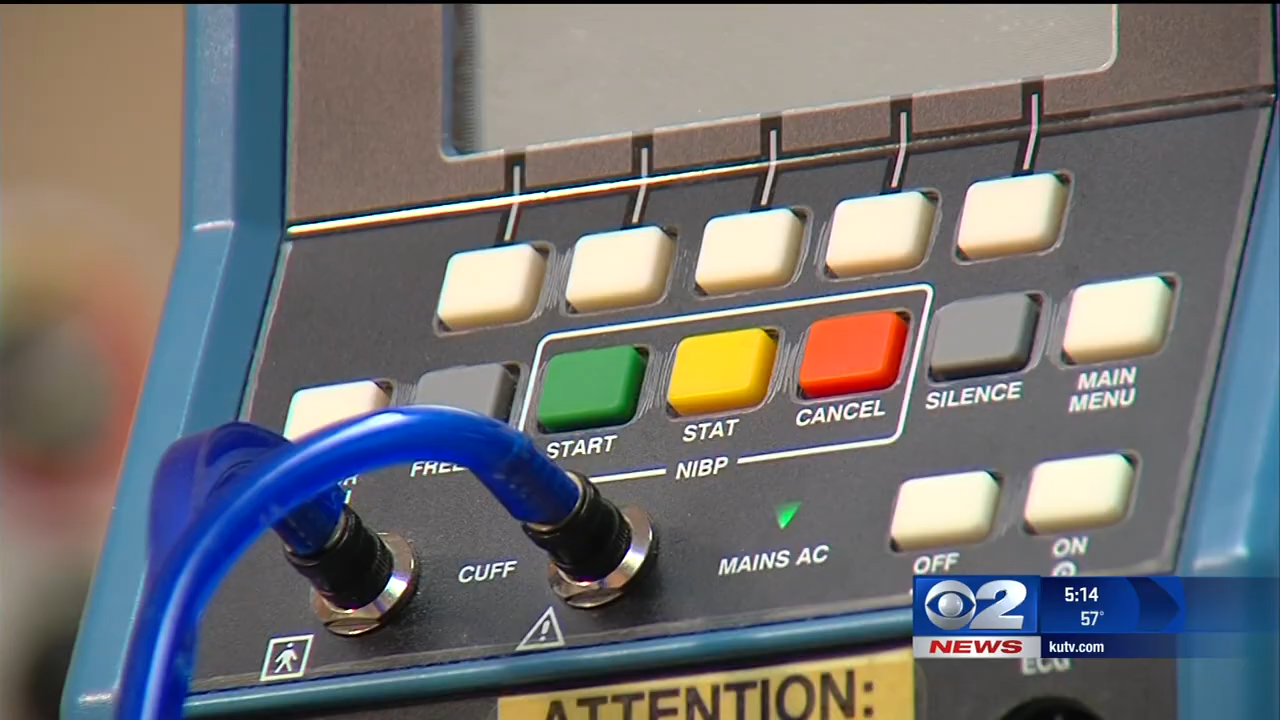 START
STAT
CANCEL
SILENCE
MAIN
MENU
NIBP
CUFF
MAINS AC
OFF
ON
2
NEWS
5:14
57°
kutv.com
ECG
ATTENTION: